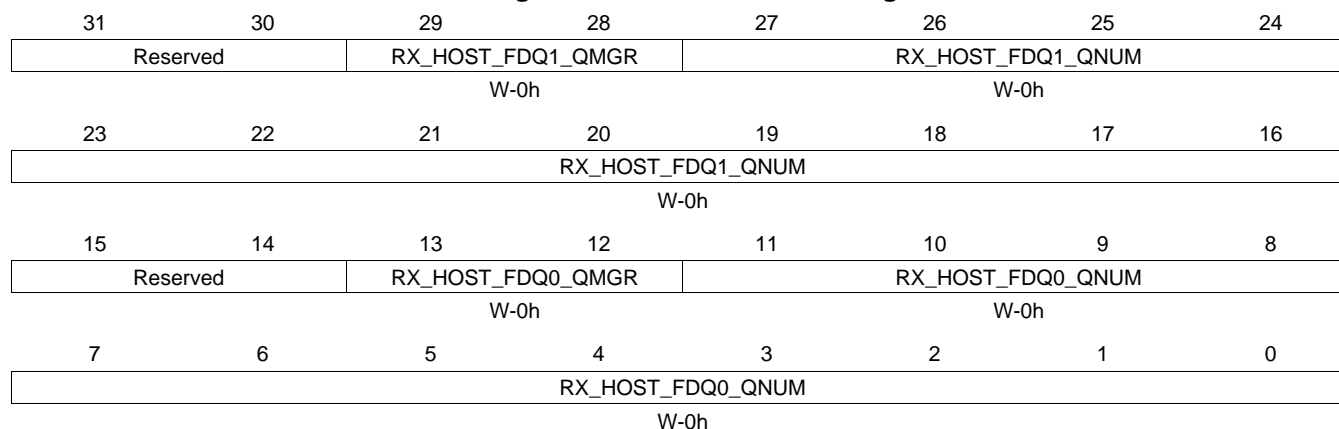 31 30 29 28 27 26 25 24
Reserved RX_HOST_FDQ1_QMGR RX_HOST_FDQ1_QNUM
W-0h W-0h
23 22 21 20 19 18 17 16
RX_HOST_FDQ1_QNUM
W-0h
15 14 13 12 11 10 9 8
Reserved RX_HOST_FDQ0_QMGR RX_HOST_FDQ0_QNUM
W-0h W-0h
7 6 5 4 3 2 1 0
RX_HOST_FDQ0_QNUM
W-0h